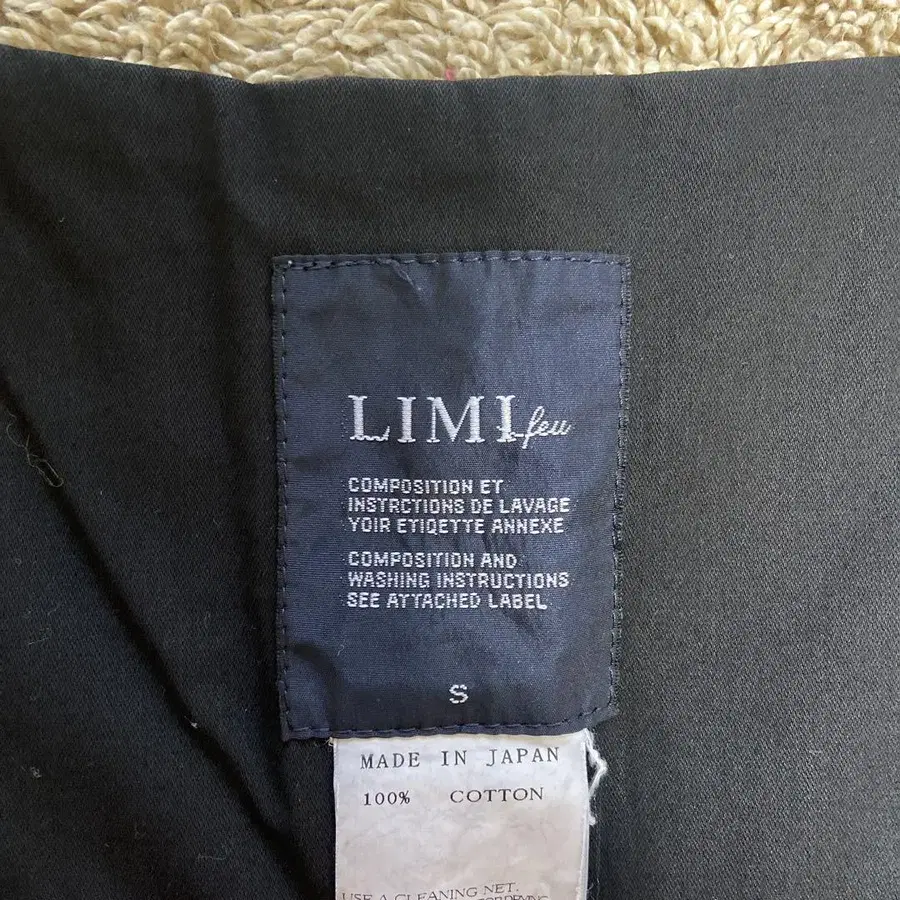 LIMI feu
COMPOSITION ET
INSTRCTIONS DE LAVAGE
YOIR ETIQETTE ANNEXE
COMPOSITION AND
WASHING INSTRUCTIONS
SEE ATTACHED LABEL
S
MADE IN JAPAN
100% COTTON
USE A CLEANING NET.